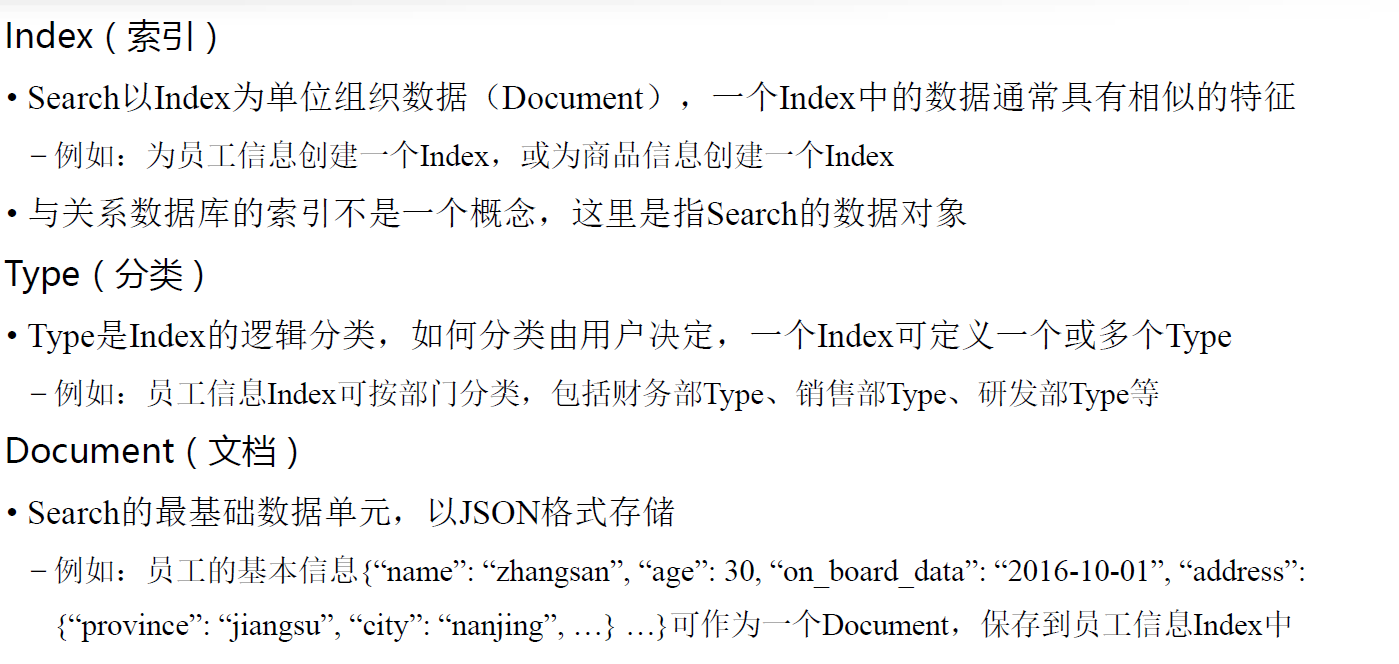 Index（索引）
• Search以Index为单位组织数据（Document），一个Index中的数据通常具有相似的特征
– 例如：为员工信息创建一个Index，或为商品信息创建一个Index
• 与关系数据库的索引不是一个概念，这里是指Search的数据对象
Type（分类）
• Type是Index的逻辑分类，如何分类由用户决定，一个Index可定义一个或多个Type
– 例如：员工信息Index可按部门分类，包括财务部Type、销售部Type、研发部Type等
Document（文档）
• Search的最基础数据单元，以JSON格式存储
– 例如：员工的基本信息{“name”: “zhangsan”, “age”: 30, “on_board_data”: “2016-10-01”, “address”:
{“province”: “jiangsu”, “city”: “nanjing”, …} …}可作为一个Document，保存到员工信息Index中